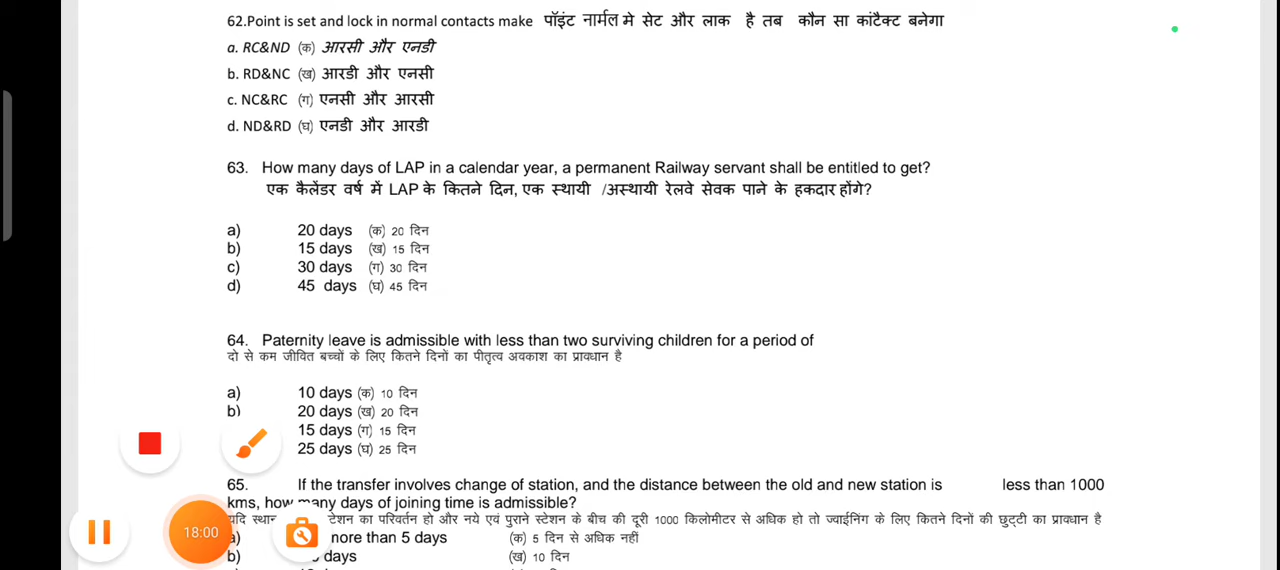 62.Point is set and lock in normal contacts make पॉइंट नार्मल मे सेट और लाक है तब कौन सा कांटैक्ट बनेगा
a. RC&ND (क) आरसी और एनडी
b. RD&NC (ख) आरडी और एनसी
c. NC&RC (ग) एनसी और आरसी
d. ND&RD (घ) एनडी और आरडी
63. How many days of LAP in a calendar year, a permanent Railway servant shall be entitled to get?
एक कैलेंडर वर्ष में LAP के कितने दिन, एक स्थायी /अस्थायी रेलवे सेवक पाने के हकदार होंगे?
a) 20 days (क) 20 दिन
b) 15 days (ख) 15 दिन
c) 30 days (ग) 30 दिन
d) 45 days (घ) 45 दिन
64. Paternity leave is admissible with less than two surviving children for a period of
दो से कम जीवित बच्चों के लिए कितने दिनों का पीतृत्व अवकाश का प्रावधान है
a) 10 days (क) 10 दिन
b) 20 days (ख) 20 दिन
15 days (ग) 15 दिन
25 days (घ) 25 दिन
65. If the transfer involves change of station, and the distance between the old and new station is less than 1000
kms, how many days of joining time is admissible?
यदि स्थान टेशन का परिवर्तन हो और नये एवं पुराने स्टेशन के बीच की दूरी 1000 किलोमीटर से अधिक हो तो ज्वाईनिंग के लिए कितने दिनों की छुट्टी का प्रावधान है
more than 5 days (क) 5 दिन से अधिक नहीं
b) days (ख) 10 दिन
18:00